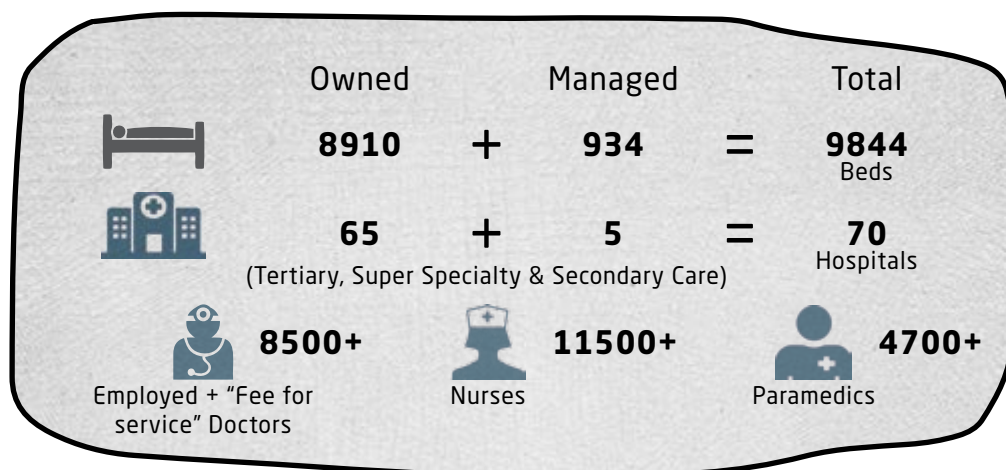 Owned Managed Total
8910 + 934 = 9844
Beds
65 + 5 = 70
Hospitals
(Tertiary, Super Specialty & Secondary Care)
8500+ 11500+ 4700+
Employed + “Fee for Nurses Paramedics
service” Doctors